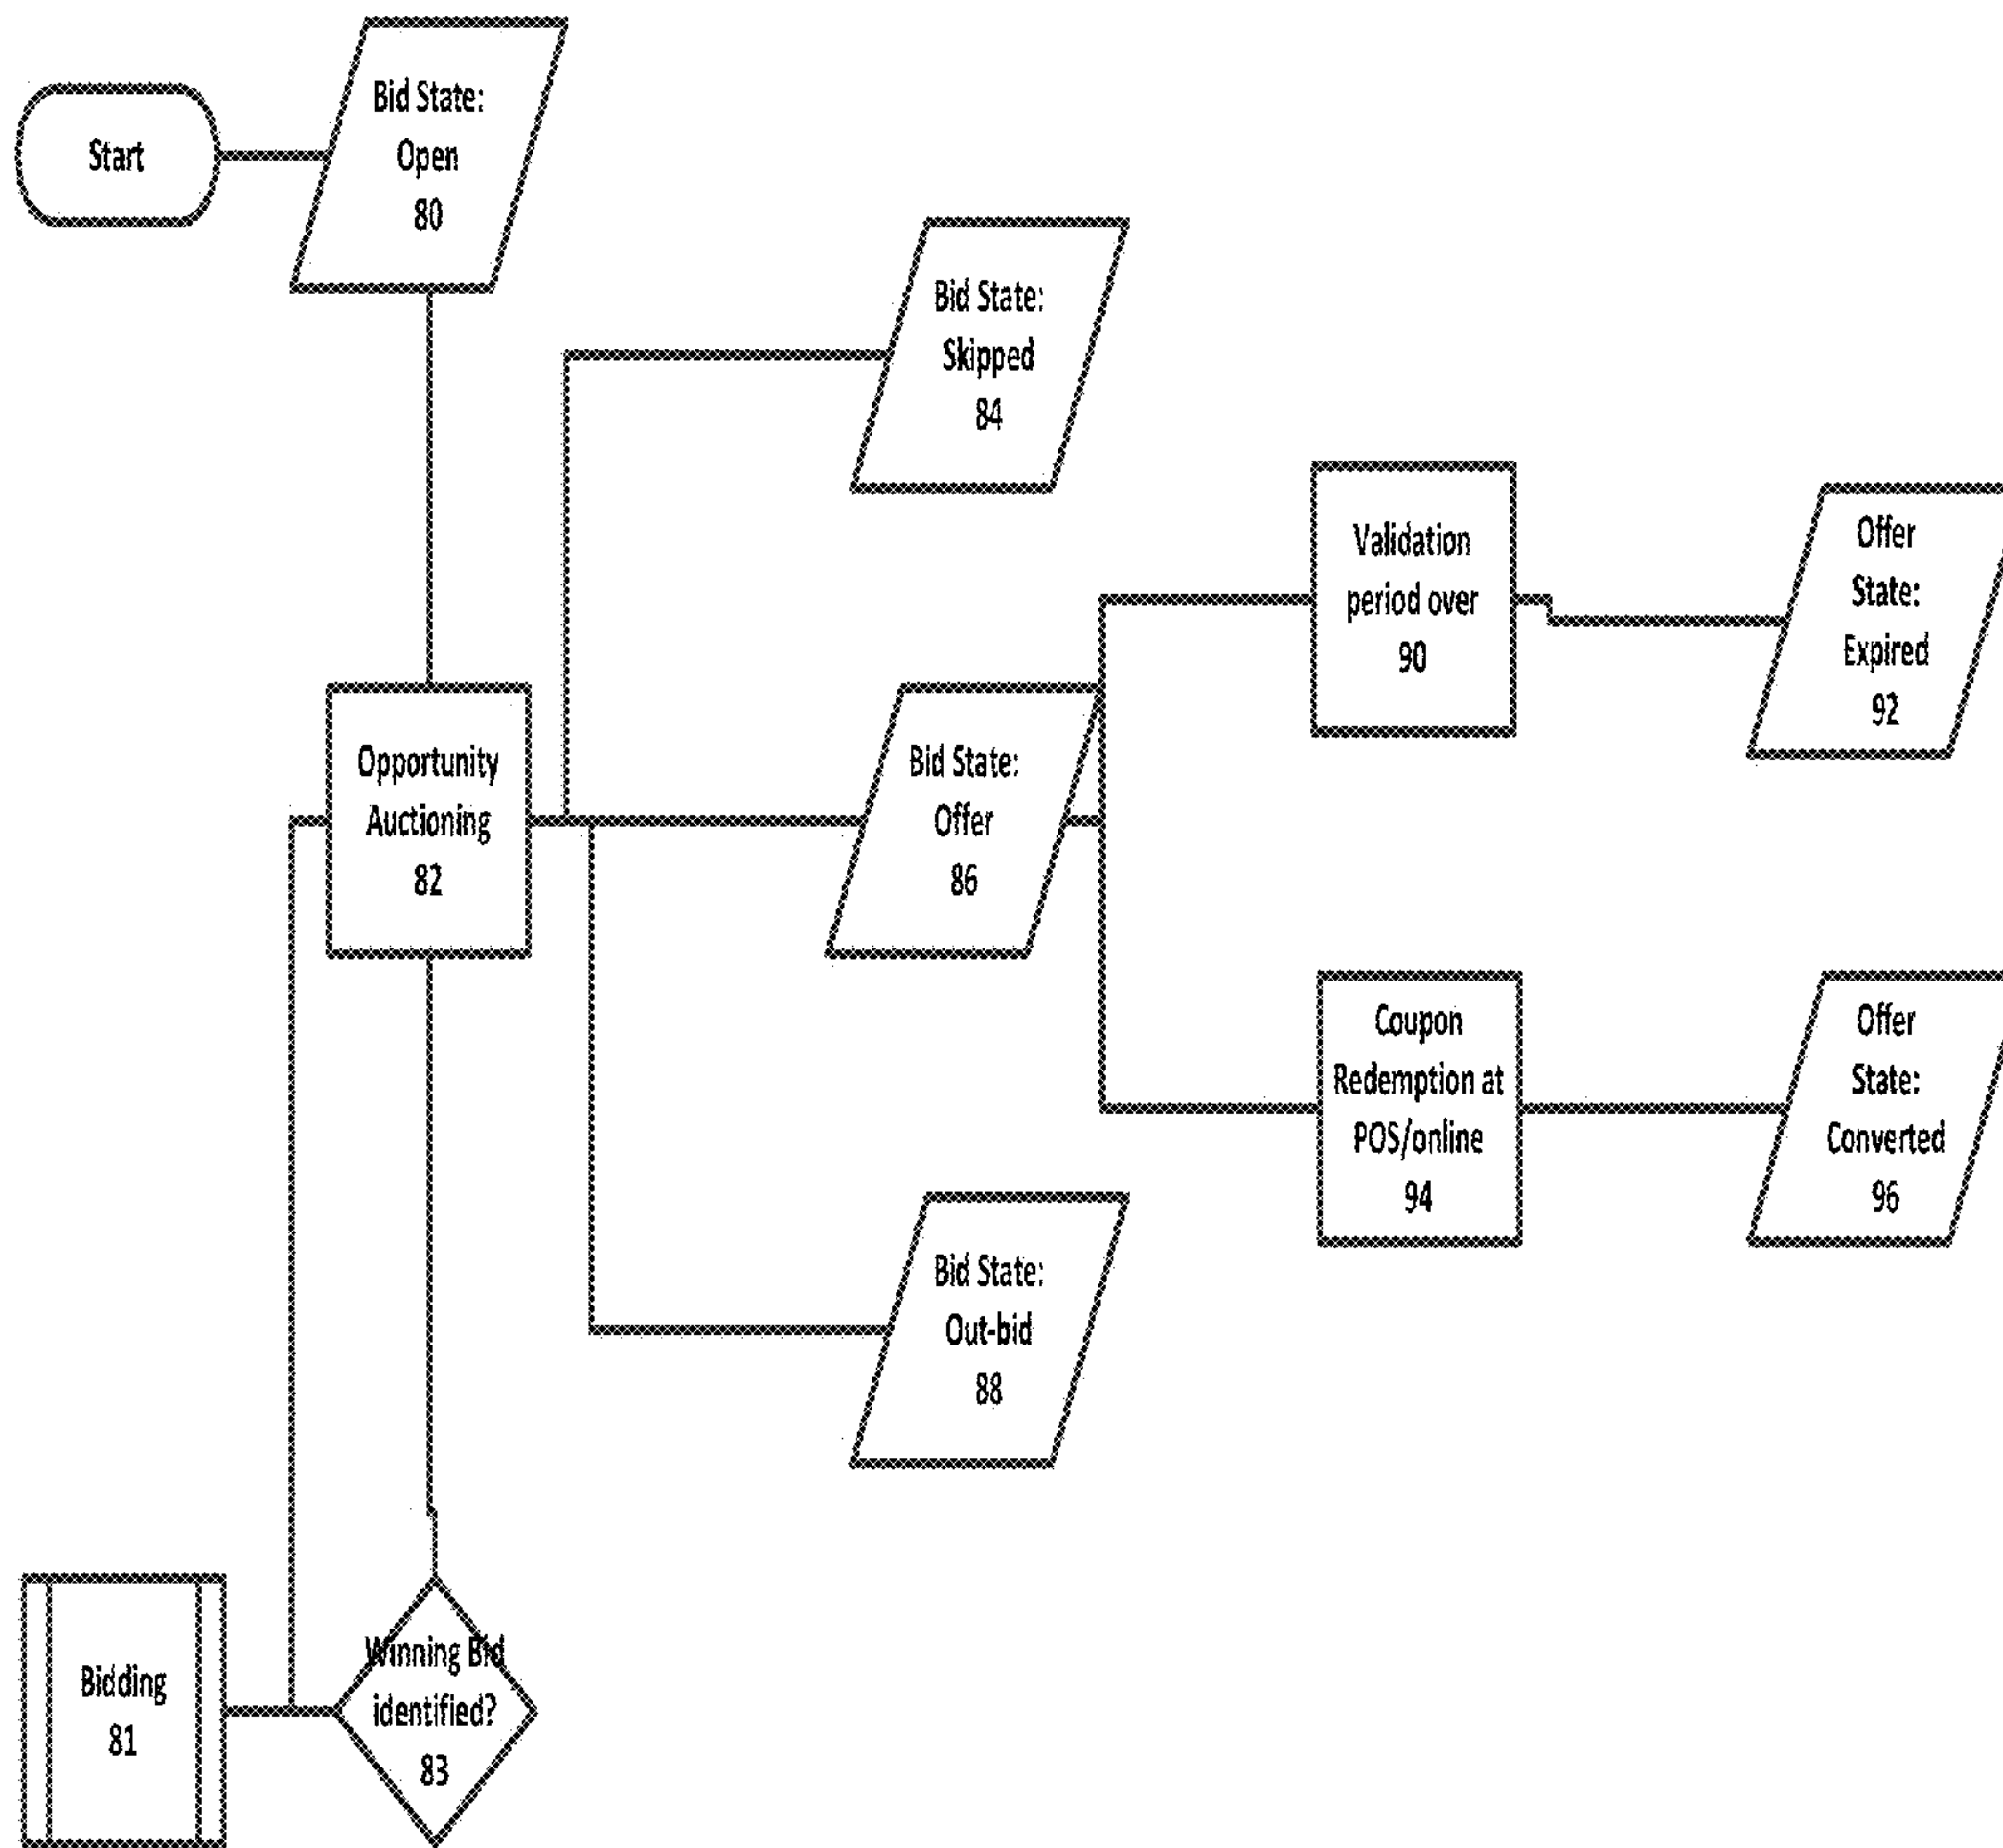 Start
Bid State:
Open
80
Bid State:
Skipped
84
Validation
period over
90
Offer
State:
Expired
92
Opportunity
Auctioning
82
Bid State:
Offer
86
Coupon
Redemption at
POS/online
94
Offer
State:
Converted
96
Bid State:
Out-bid
88
Bidding
81
Winning Bid
identified?
83